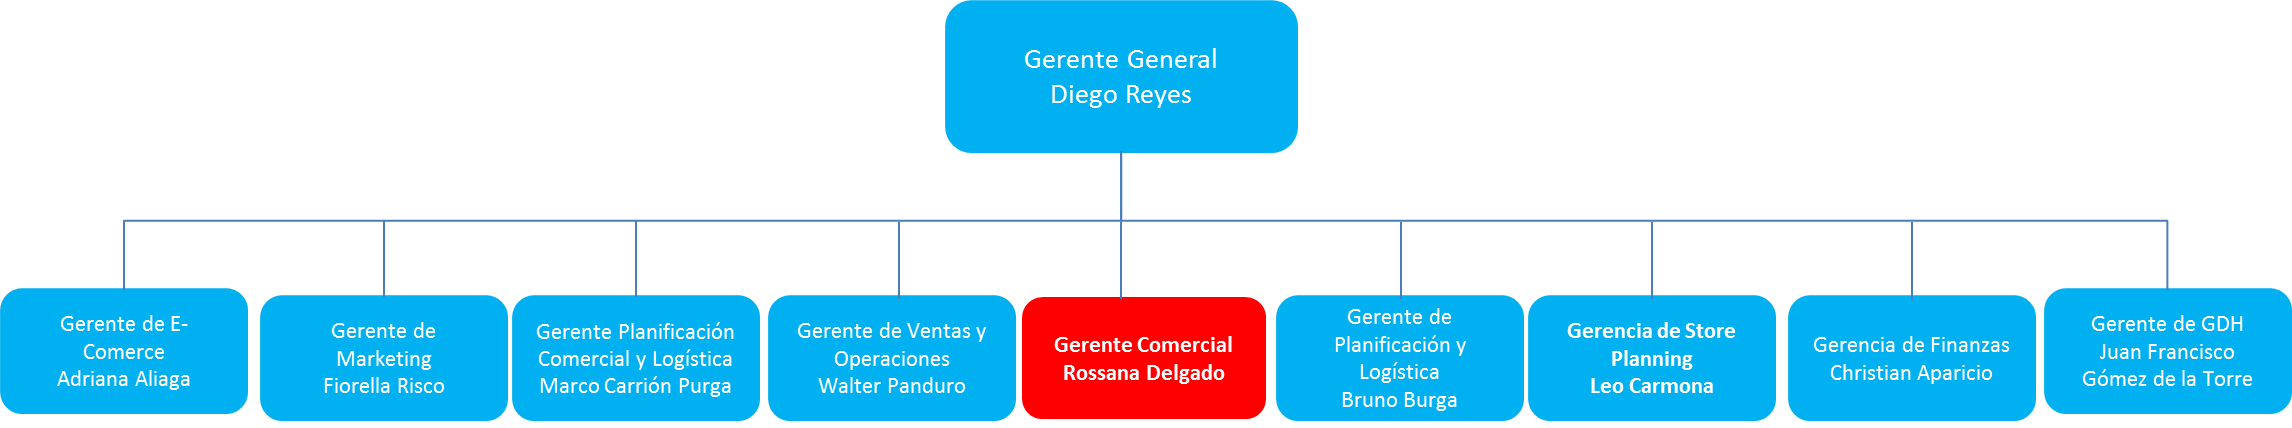 Gerente General
Diego Reyes
Gerente de E-
Comerce
Adriana Aliaga
Gerente de
Marketing
Fiorella Risco
Gerente Planificación
Comercial y Logística
Marco Carrión Purga
Gerente de Ventas y
Operaciones
Walter Panduro
Gerente Comercial
Rossana Delgado
Gerente de
Planificación y
Logística
Bruno Burga
Gerencia de Store
Planning
Leo Carmona
Gerencia de Finanzas
Christian Aparicio
Gerente de GDH
Juan Francisco
Gómez de la Torre